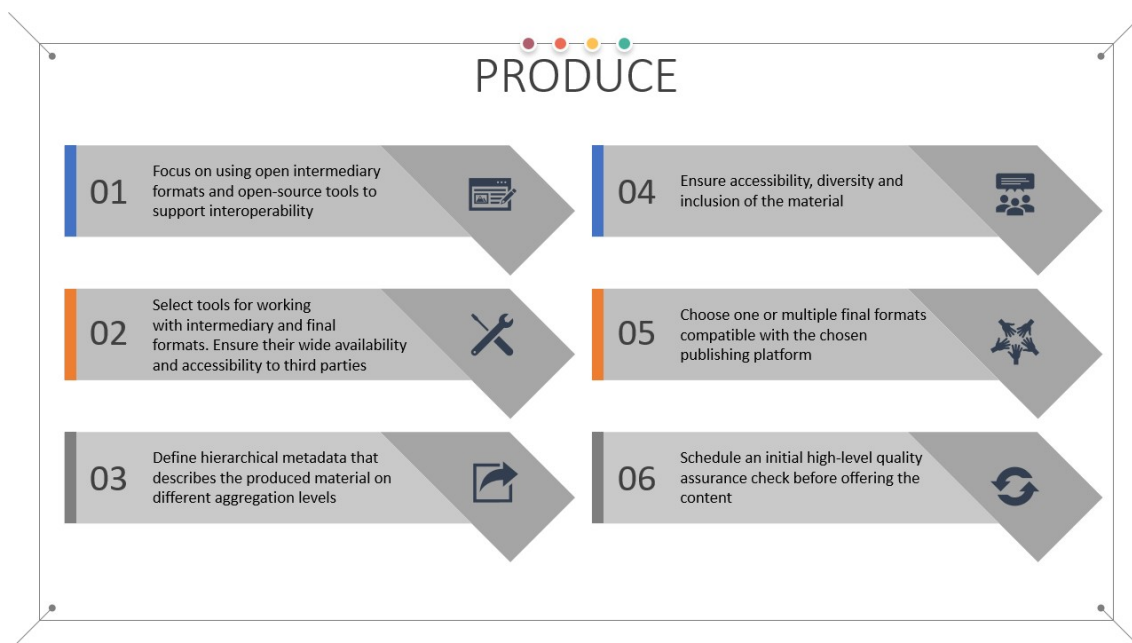 PRODUCE
01
Focus on using open intermediary
formats and open-source tools to
support interoperability
02
Select tools for working
with intermediary and final
formats. Ensure their wide availability
and accessibility to third parties
03
Define hierarchical metadata that
describes the produced material on
different aggregation levels
04
Ensure accessibility, diversity and
inclusion of the material
05
Choose one or multiple final formats
compatible with the chosen
publishing platform
06
Schedule an initial high-level quality
assurance check before offering the
content